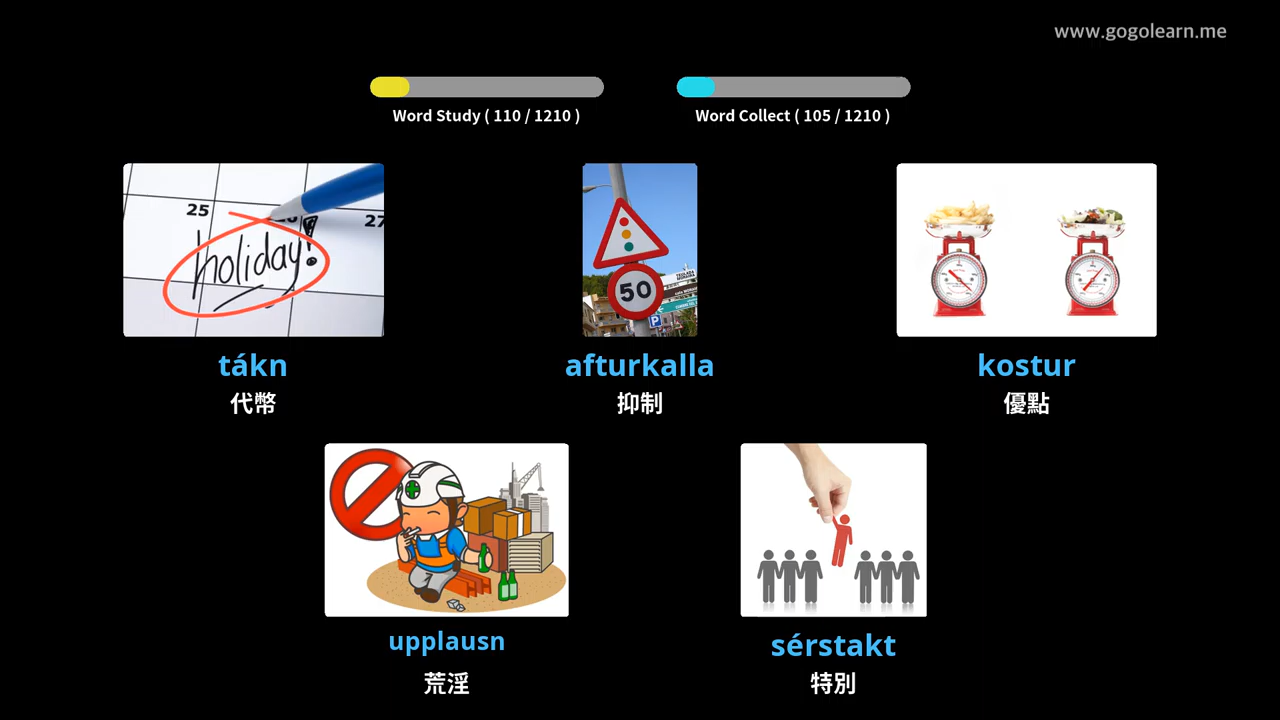 www.gogolearn.me
Word Study ( 110 / 1210 )
Word Collect ( 105 / 1210 )
25
27
holiday!
50
P
tákn
afturkalla
kostur
代幣
抑制
優點
upplausn
sérstakt
荒淫
特別